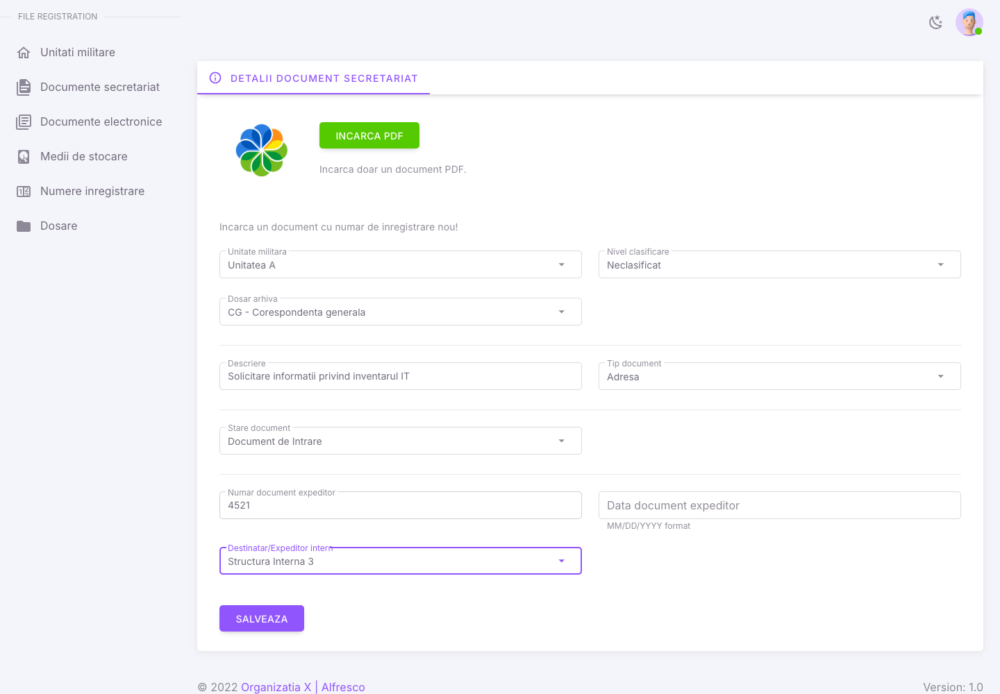 FILE REGISTRATION
Unitati militare
Documente secretariat
Documente electronice
Medii de stocare
Numere inregistrare
Dosare
DETALII DOCUMENT SECRETARIAT
INCARCA PDF
Incarca doar un document PDF.
Incarca un document cu numar de inregistrare nou!
Unitate militara
Unitatea A
Nivel clasificare
Neclasificat
Dosar arhiva
CG - Corespondenta generala
Descriere
Solicitare informatii privind inventarul IT
Tip document
Adresa
Stare document
Document de Intrare
Numar document expeditor
4521
Data document expeditor
MM/DD/YYYY format
Destinatar/Expeditor intern
Structura Interna 3
SALVEAZA
© 2022 Organizatia X | Alfresco
Version: 1.0